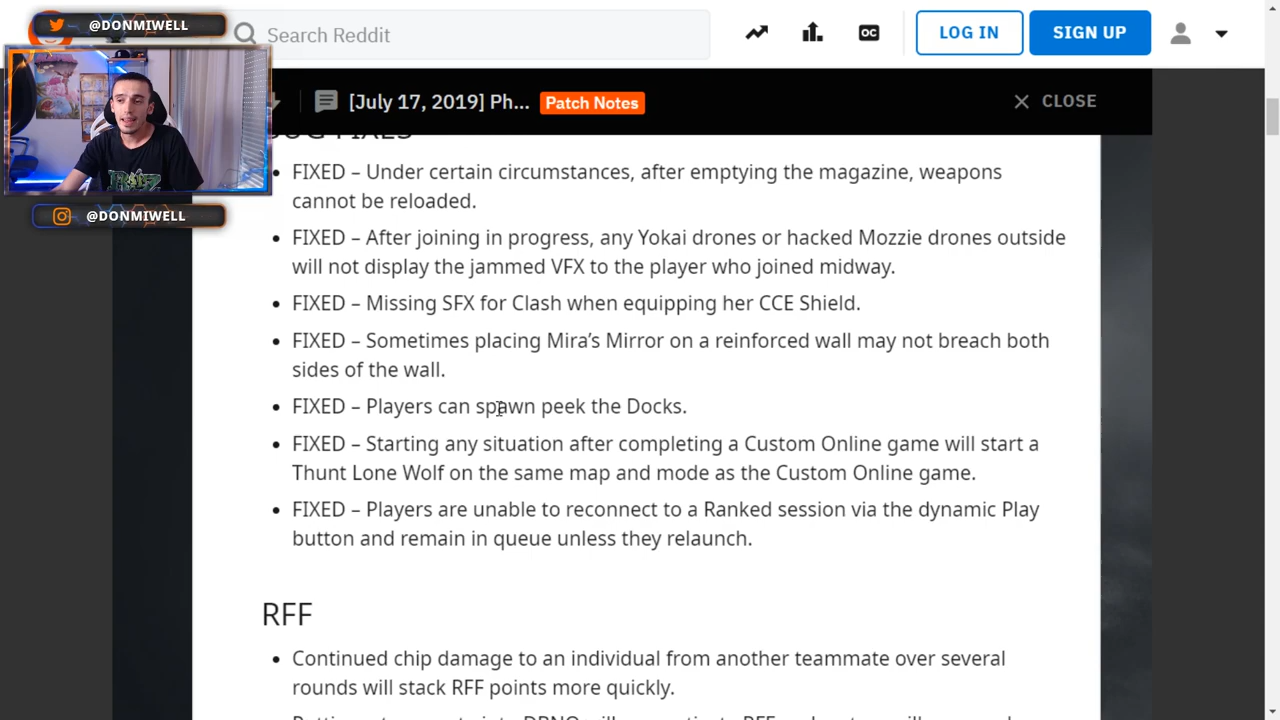 @DONMIWELL
Search Reddit
OC
LOG IN
SIGN UP
[July 17, 2019] Ph... Patch Notes
CLOSE
@DONMIWELL
BUG FIXES
• FIXED – Under certain circumstances, after emptying the magazine, weapons
cannot be reloaded.
• FIXED – After joining in progress, any Yokai drones or hacked Mozzie drones outside
will not display the jammed VFX to the player who joined midway.
• FIXED – Missing SFX for Clash when equipping her CCE Shield.
• FIXED – Sometimes placing Mira’s Mirror on a reinforced wall may not breach both
sides of the wall.
• FIXED – Players can spawn peek the Docks.
• FIXED – Starting any situation after completing a Custom Online game will start a
Thunt Lone Wolf on the same map and mode as the Custom Online game.
• FIXED – Players are unable to reconnect to a Ranked session via the dynamic Play
button and remain in queue unless they relaunch.
RFF
• Continued chip damage to an individual from another teammate over several
rounds will stack RFF points more quickly.